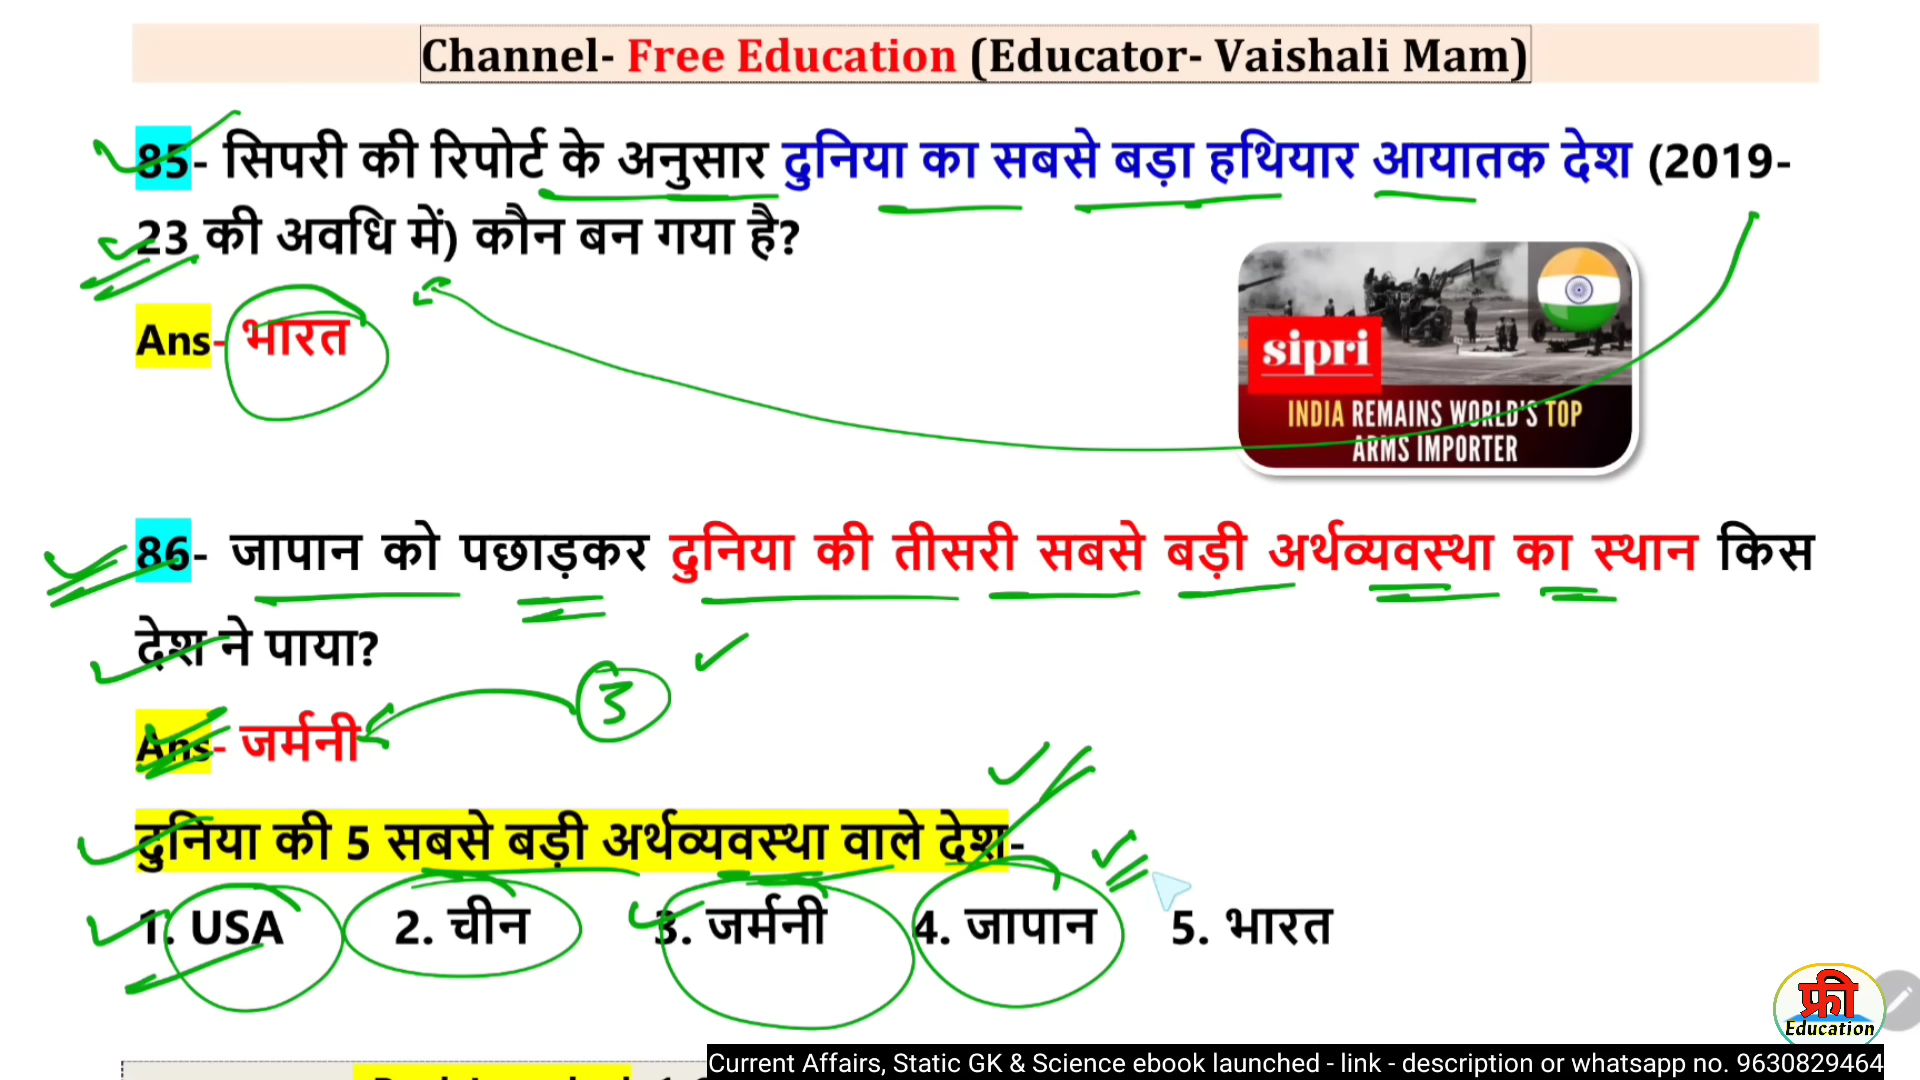 Channel- Free Education (Educator- Vaishali Mam)
85- सिपरी की रिपोर्ट के अनुसार दुनिया का सबसे बड़ा हथियार आयातक देश (2019-
23 की अवधि में) कौन बन गया है?
Ans- भारत
sipri
INDIA REMAINS WORLD'S TOP
ARMS IMPORTER
86- जापान को पछाड़कर दुनिया की तीसरी सबसे बड़ी अर्थव्यवस्था का स्थान किस
देश ने पाया?
3
Ans- जर्मनी
दुनिया की 5 सबसे बड़ी अर्थव्यवस्था वाले देश-
1. USA 2. चीन 3. जर्मनी 4. जापान 5. भारत
फ्री
Education
Current Affairs, Static GK & Science ebook launched - link - description or whatsapp no. 9630829464